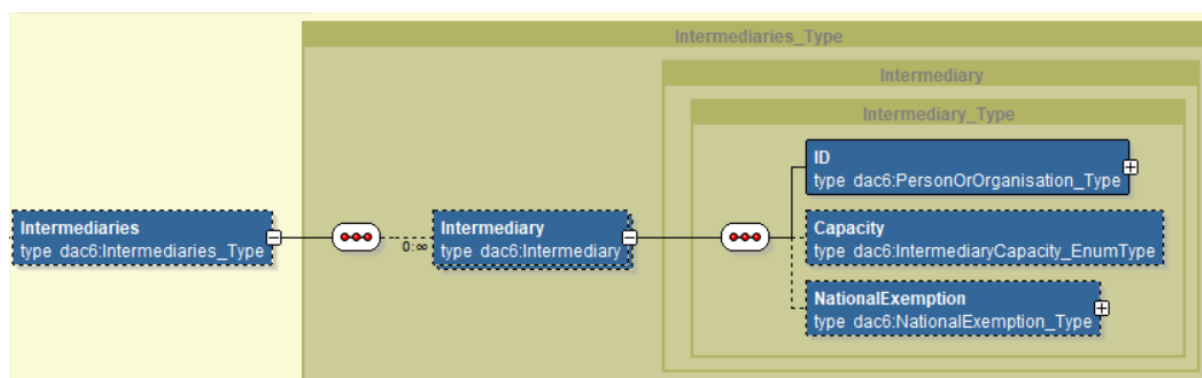 Intermediaries_Type
Intermediary
Intermediary_Type
ID
type dac6:PersonOrOrganisation_Type
Intermediaries
type dac6:Intermediaries_Type
0:∞
Intermediary
type dac6:Intermediary
Capacity
type dac6:IntermediaryCapacity_EnumType
NationalExemption
type dac6:NationalExemption_Type